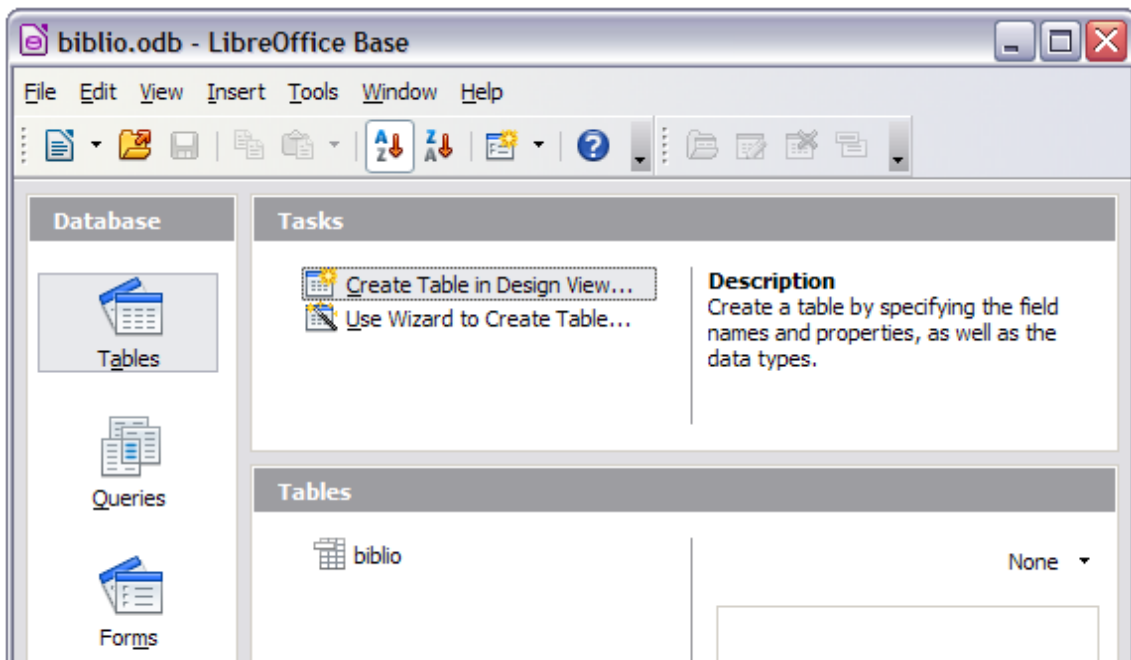 biblio.odb - LibreOffice Base
File Edit View Insert Tools Window Help
Database
Tables
Queries
Forms
Tasks
Create Table in Design View...
Use Wizard to Create Table...
Description
Create a table by specifying the field
names and properties, as well as the
data types.
Tables
biblio
None